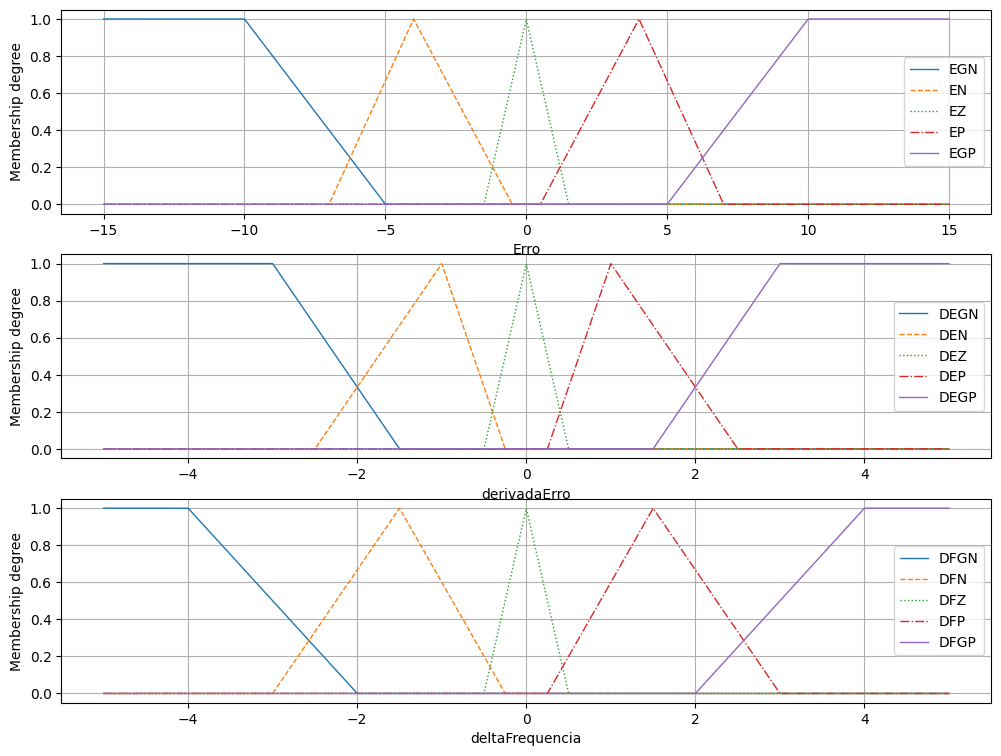 1.0
0.8
0.6
0.4
0.2
0.0
Membership degree
EGN
EN
EZ
EP
EGP
−15 −10 −5 0 5 10 15
Erro
1.0
0.8
0.6
0.4
0.2
0.0
Membership degree
DEGN
DEN
DEZ
DEP
DEGP
−4 −2 0 2 4
derivadaErro
1.0
0.8
0.6
0.4
0.2
0.0
Membership degree
DFGN
DFN
DFZ
DFP
DFGP
−4 −2 0 2 4
deltaFrequencia